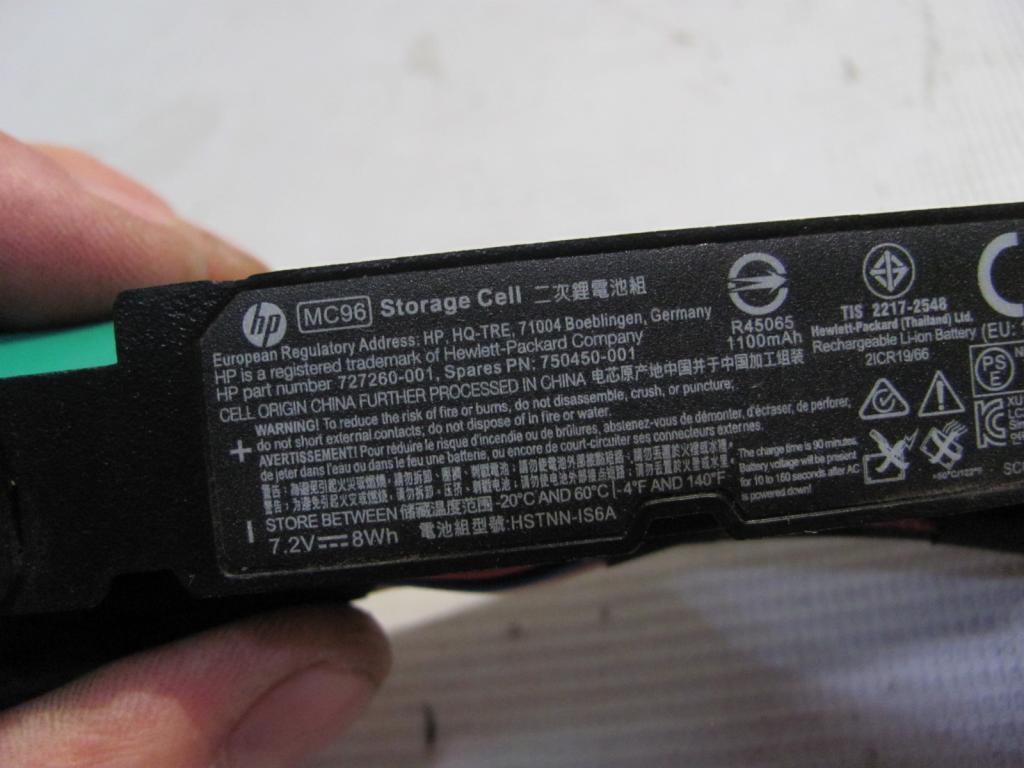 hp MC96 Storage Cell 二次鋰電池組
European Regulatory Address: HP, HQ-TRE, 71004 Boeblingen, Germany
HP is a registered trademark of Hewlett-Packard Company
HP part number 727260-001, Spares PN: 750450-001
CELL ORIGIN CHINA FURTHER PROCESSED IN CHINA 电芯原产地中国并于中国加工组装
WARNING! To reduce the risk of fire or burns, do not disassemble, crush, or puncture,
do not short external contacts; do not dispose of in fire or water.
AVERTISSEMENT! Pour réduire le risque d'incendie ou de brûlures, abstenez-vous de démonter, d'écraser, de perforer,
de jeter dans l'eau ou dans le feu une batterie, ou encore de court-circuiter ses connecteurs externes.
+
−
STORE BETWEEN 储藏温度范围 -20°C AND 60°C [-4°F AND 140°F
7.2V⎓8Wh 電池組型號:HSTNN-IS6A
R45065
1100mAh
TIS 2217-2548
Hewlett-Packard (Thailand) Ltd.
Rechargeable Li-ion Battery (EU:
2ICR19/66
The charge time is 90 minutes.
Battery voltage will be present
for 10 to 160 seconds after AC
is powered down!
PS
E